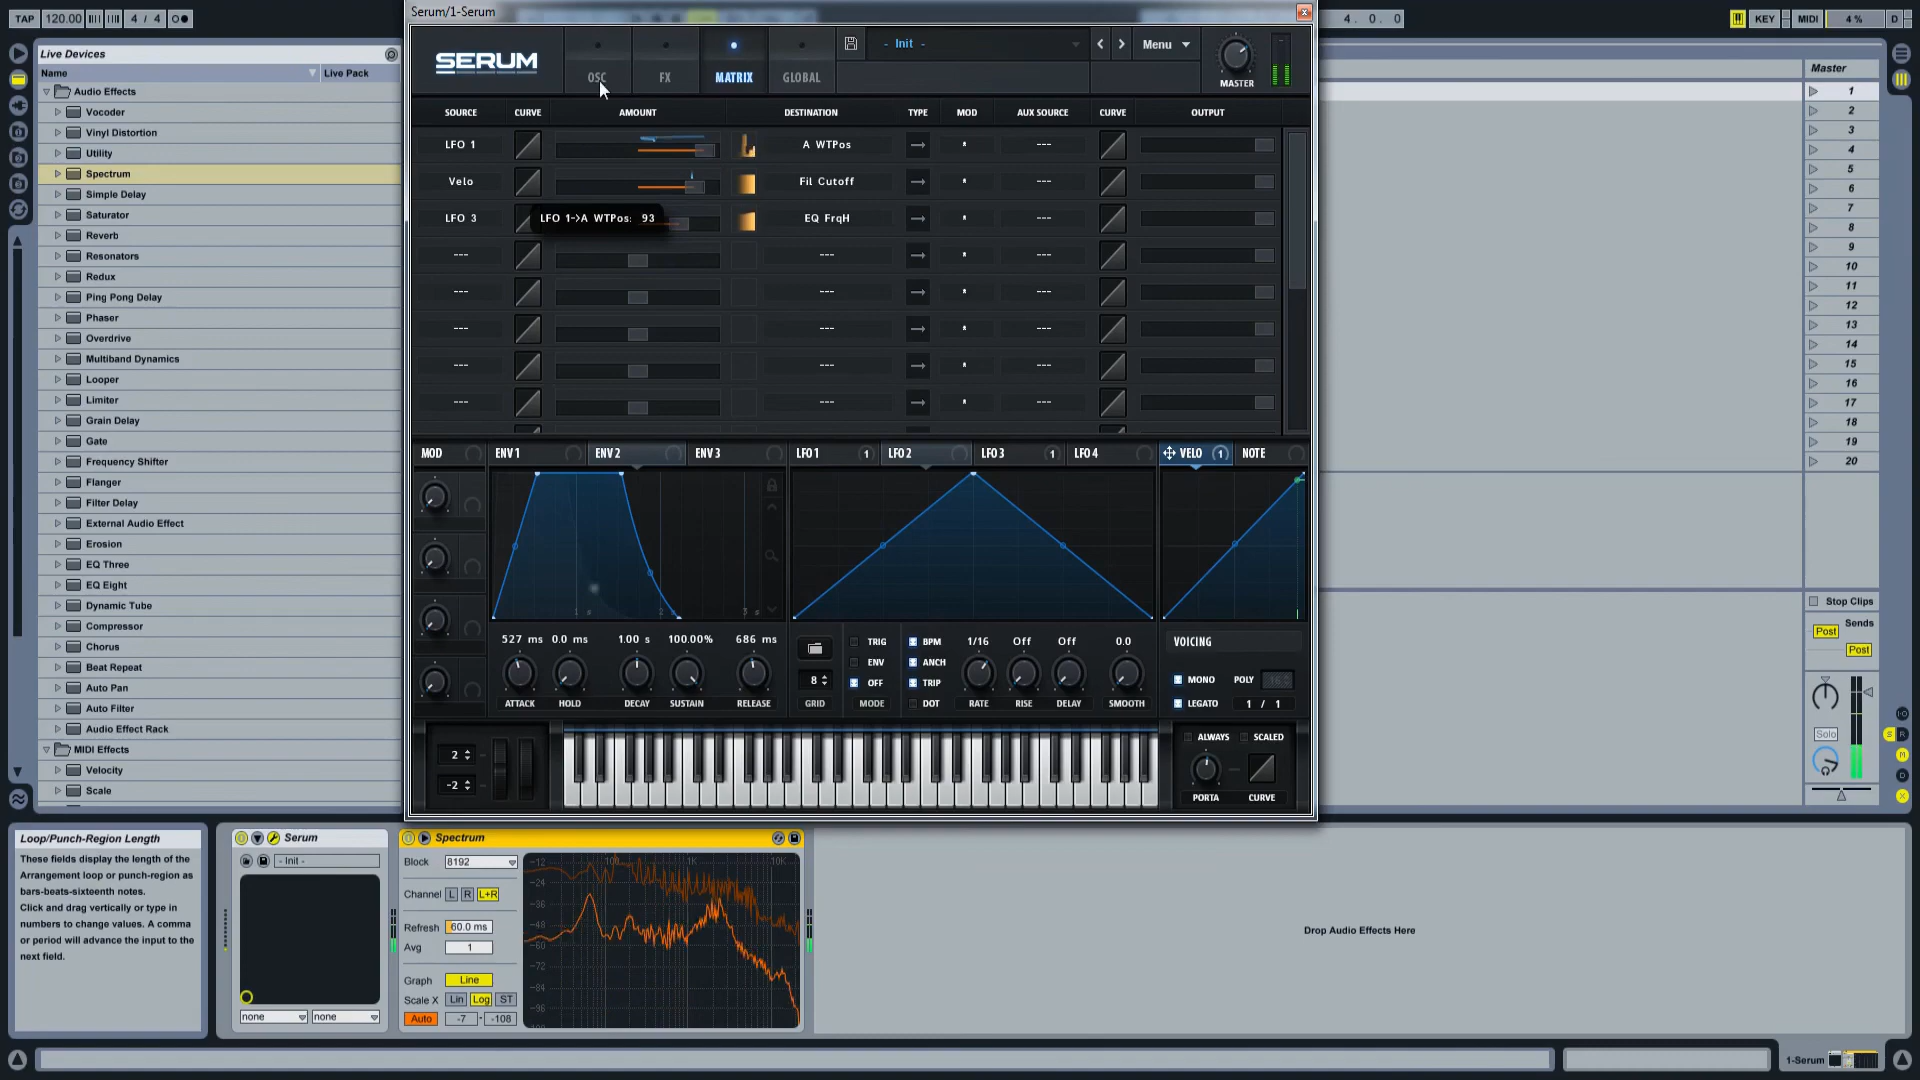 Serum/1-Serum
TAP 120.00 4 / 4
4 . 0 . 0
KEY MIDI 4 % D
Live Devices
Name Live Pack
Audio Effects
Vocoder
Vinyl Distortion
Utility
Spectrum
Simple Delay
Saturator
Reverb
Resonators
Redux
Ping Pong Delay
Phaser
Overdrive
Multiband Dynamics
Looper
Limiter
Grain Delay
Gate
Frequency Shifter
Flanger
Filter Delay
External Audio Effect
Erosion
EQ Three
EQ Eight
Dynamic Tube
Compressor
Chorus
Beat Repeat
Auto Pan
Auto Filter
Audio Effect Rack
MIDI Effects
Velocity
Scale
SERUM
OSC FX MATRIX GLOBAL
- Init -
Menu
MASTER
SOURCE CURVE AMOUNT DESTINATION TYPE MOD AUX SOURCE CURVE OUTPUT
LFO 1 A WTPos * ---
Velo Fil Cutoff * ---
LFO 3 LFO 1->A WTPos: 93 EQ FrqH * ---
--- --- * ---
--- --- * ---
--- --- * ---
--- --- * ---
--- --- * ---
MOD ENV 1 ENV 2 ENV 3 LFO 1 1 LFO 2 LFO 3 1 LFO 4 VELO 1 NOTE
1 s 2 s 3 s
527 ms 0.0 ms 1.00 s 100.00% 686 ms
ATTACK HOLD DECAY SUSTAIN RELEASE
8
GRID
TRIG
ENV
OFF
MODE
BPM
ANCH
TRIP
DOT
1/16 Off Off 0.0
RATE RISE DELAY SMOOTH
VOICING
MONO POLY 16
LEGATO 1 / 1
2
-2
ALWAYS SCALED
PORTA CURVE
Master
1
2
3
4
5
6
7
8
9
10
11
12
13
14
15
16
17
18
19
20
Stop Clips
Sends
Post
Post
Solo
Loop/Punch-Region Length
These fields display the length of the
Arrangement loop or punch-region as
bars-beats-sixteenth notes.
Click and drag vertically or type in
numbers to change values. A comma
or period will advance the input to the
next field.
Serum
- Init -
none none
Spectrum
Block 8192
Channel L R L+R
Refresh 60.0 ms
Avg 1
Graph Line
Scale X Lin Log ST
Auto -7 - -108
100 1K 10K
-12
-24
-36
-48
-60
-72
-84
-96
Drop Audio Effects Here
1-Serum